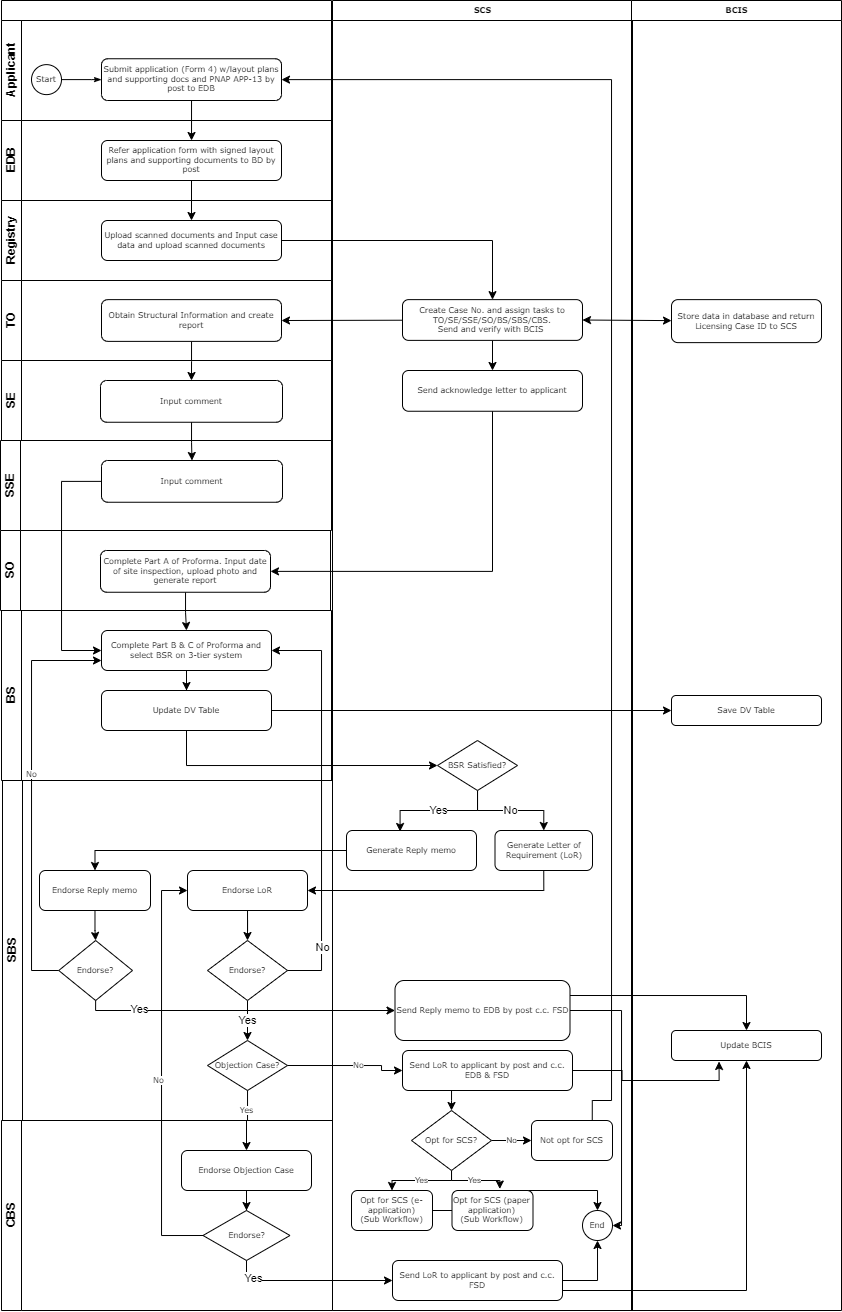 SCS
BCIS
Applicant
Start
Submit application (Form 4) w/layout plans
and supporting docs and PNAP APP-13 by
post to EDB
EDB
Refer application form with signed layout
plans and supporting documents to BD by
post
Registry
Upload scanned documents and Input case
data and upload scanned documents
TO
Obtain Structural Information and create
report
Create Case No. and assign tasks to
TO/SE/SSE/SO/BS/SBS/CBS.
Send and verify with BCIS
Store data in database and return
Licensing Case ID to SCS
SE
Input comment
Send acknowledge letter to applicant
SSE
Input comment
SO
Complete Part A of Proforma. Input date
of site inspection, upload photo and
generate report
BS
Complete Part B & C of Proforma and
select BSR on 3-tier system
Update DV Table
Save DV Table
BSR Satisfied?
No
Yes
No
SBS
Generate Reply memo
Generate Letter of
Requirement (LoR)
Endorse Reply memo
Endorse LoR
No
Endorse?
Endorse?
Yes
Yes
Send Reply memo to EDB by post c.c. FSD
Update BCIS
Objection Case?
No
No
Send LoR to applicant by post and c.c.
EDB & FSD
Yes
CBS
Opt for SCS?
No
Not opt for SCS
Endorse Objection Case
Yes
Yes
Opt for SCS (e-
application)
(Sub Workflow)
Opt for SCS (paper
application)
(Sub Workflow)
End
Endorse?
Yes
Send LoR to applicant by post and c.c.
FSD